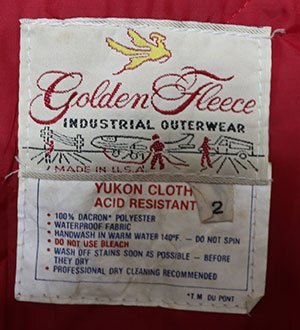 Golden Fleece
INDUSTRIAL OUTERWEAR
MADE IN U.S.A.
YUKON CLOTH
ACID RESISTANT
2
• 100% DACRON* POLYESTER
• WATERPROOF FABRIC
• HANDWASH IN WARM WATER 140°F. – DO NOT SPIN
• DO NOT USE BLEACH
• WASH OFF STAINS SOON AS POSSIBLE – BEFORE
THEY DRY
• PROFESSIONAL DRY CLEANING RECOMMENDED
*T.M. DU PONT